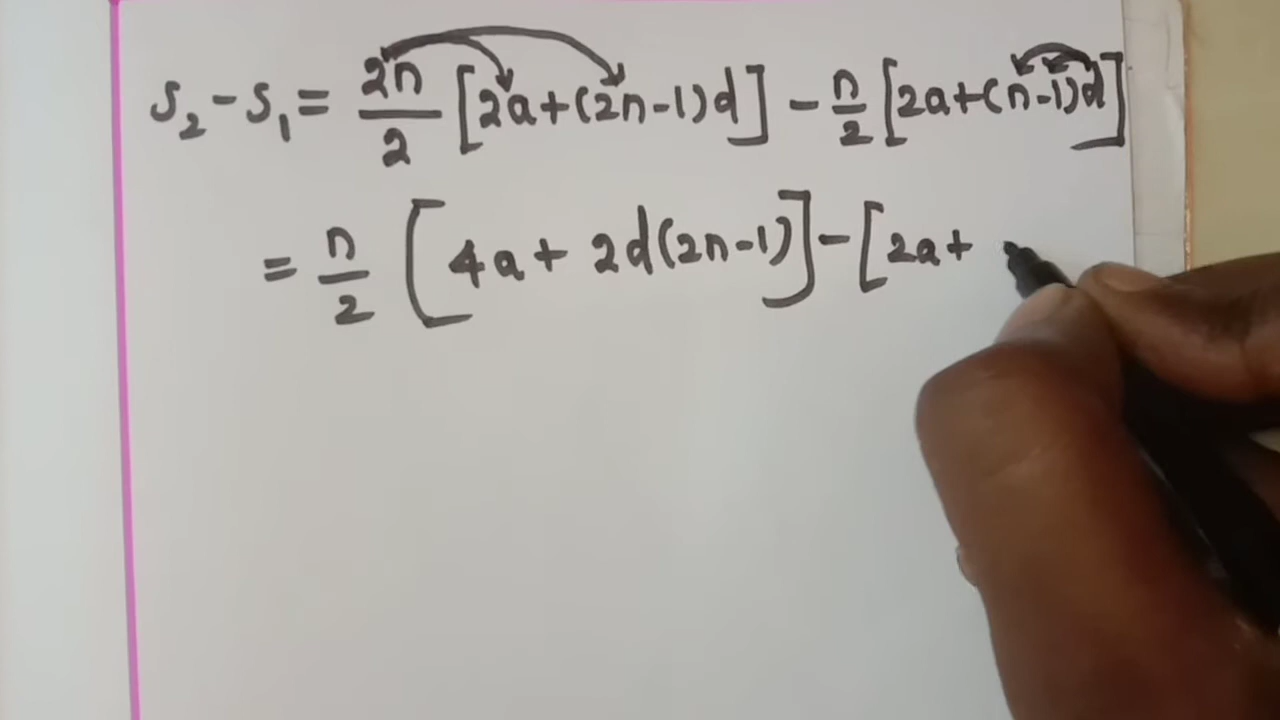 S₂ - S₁ = 2n/2 [2a+(2n-1)d] - n/2 [2a+(n-1)d]
= n/2 [4a+2d(2n-1)] - [2a+